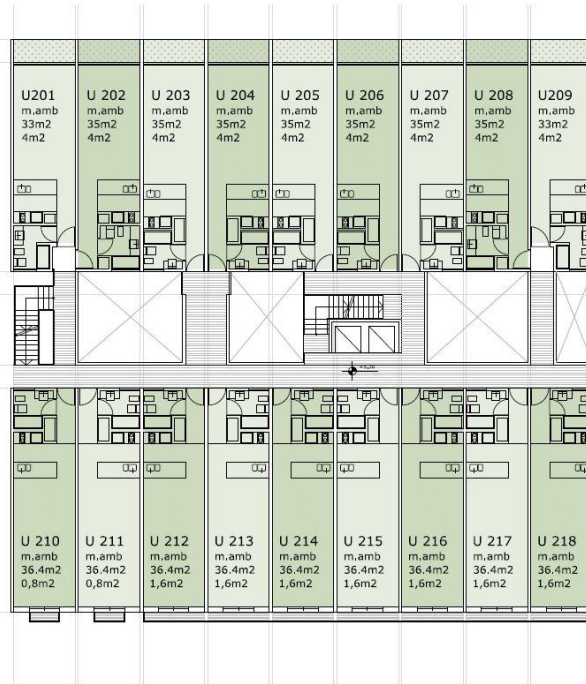 U201
m,amb
33m2
4m2
U 202
m,amb
35m2
4m2
U 203
m,amb
35m2
4m2
U 204
m,amb
35m2
4m2
U 205
m,amb
35m2
4m2
U 206
m,amb
35m2
4m2
U 207
m,amb
35m2
4m2
U 208
m,amb
35m2
4m2
U209
m,amb
33m2
4m2
U 210
m,amb
36.4m2
0,8m2
U 211
m,amb
36.4m2
0,8m2
U 212
m,amb
36.4m2
1,6m2
U 213
m,amb
36.4m2
1,6m2
U 214
m,amb
36.4m2
1,6m2
U 215
m,amb
36.4m2
1,6m2
U 216
m,amb
36.4m2
1,6m2
U 217
m,amb
36.4m2
1,6m2
U 218
m,amb
36.4m2
1,6m2